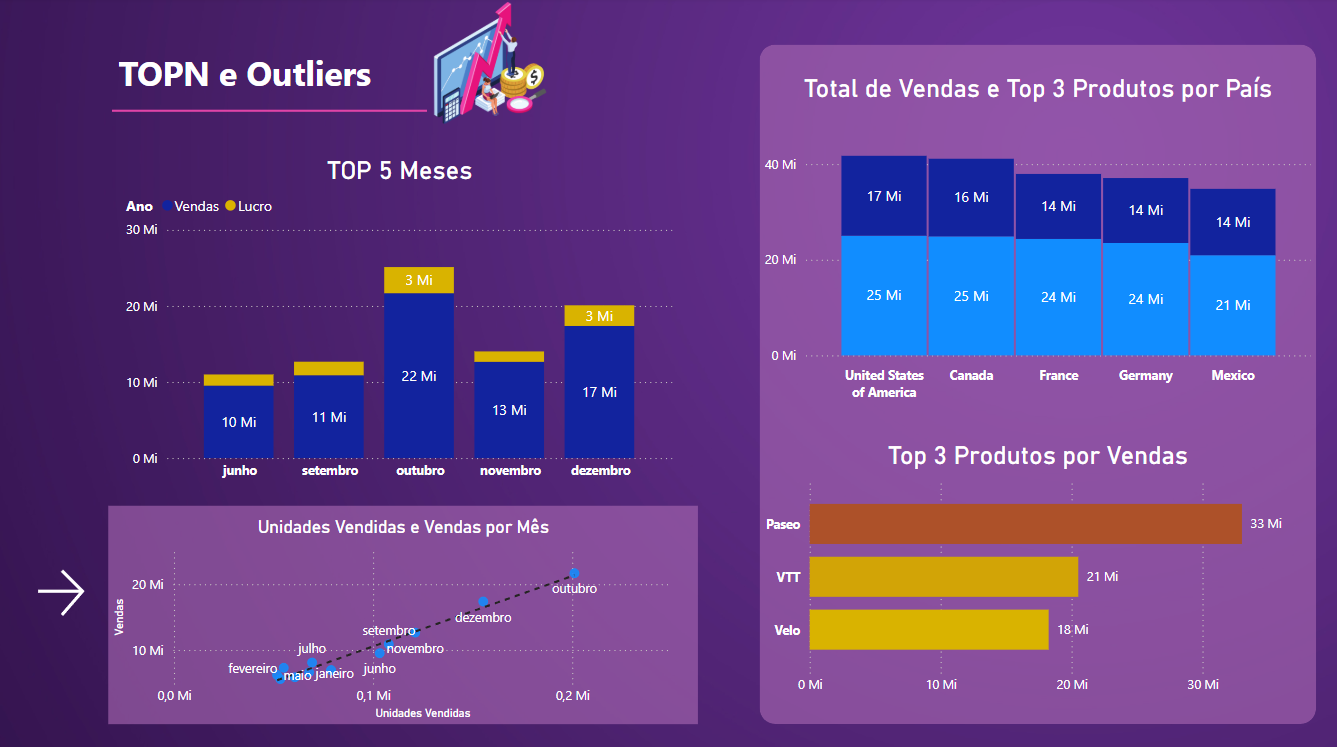 TOPN e Outliers
$
TOP 5 Meses
Ano Vendas Lucro
30 Mi
20 Mi
10 Mi
0 Mi
10 Mi
11 Mi
3 Mi
22 Mi
13 Mi
3 Mi
17 Mi
junho setembro outubro novembro dezembro
Unidades Vendidas e Vendas por Mês
Vendas
20 Mi
10 Mi
outubro
dezembro
setembro
novembro
julho
junho
fevereiro
maio
janeiro
0,0 Mi 0,1 Mi 0,2 Mi
Unidades Vendidas
Total de Vendas e Top 3 Produtos por País
40 Mi
20 Mi
0 Mi
17 Mi 16 Mi 14 Mi 14 Mi 14 Mi
25 Mi 25 Mi 24 Mi 24 Mi 21 Mi
United States Canada France Germany Mexico
of America
Top 3 Produtos por Vendas
Paseo 33 Mi
VTT 21 Mi
Velo 18 Mi
0 Mi 10 Mi 20 Mi 30 Mi